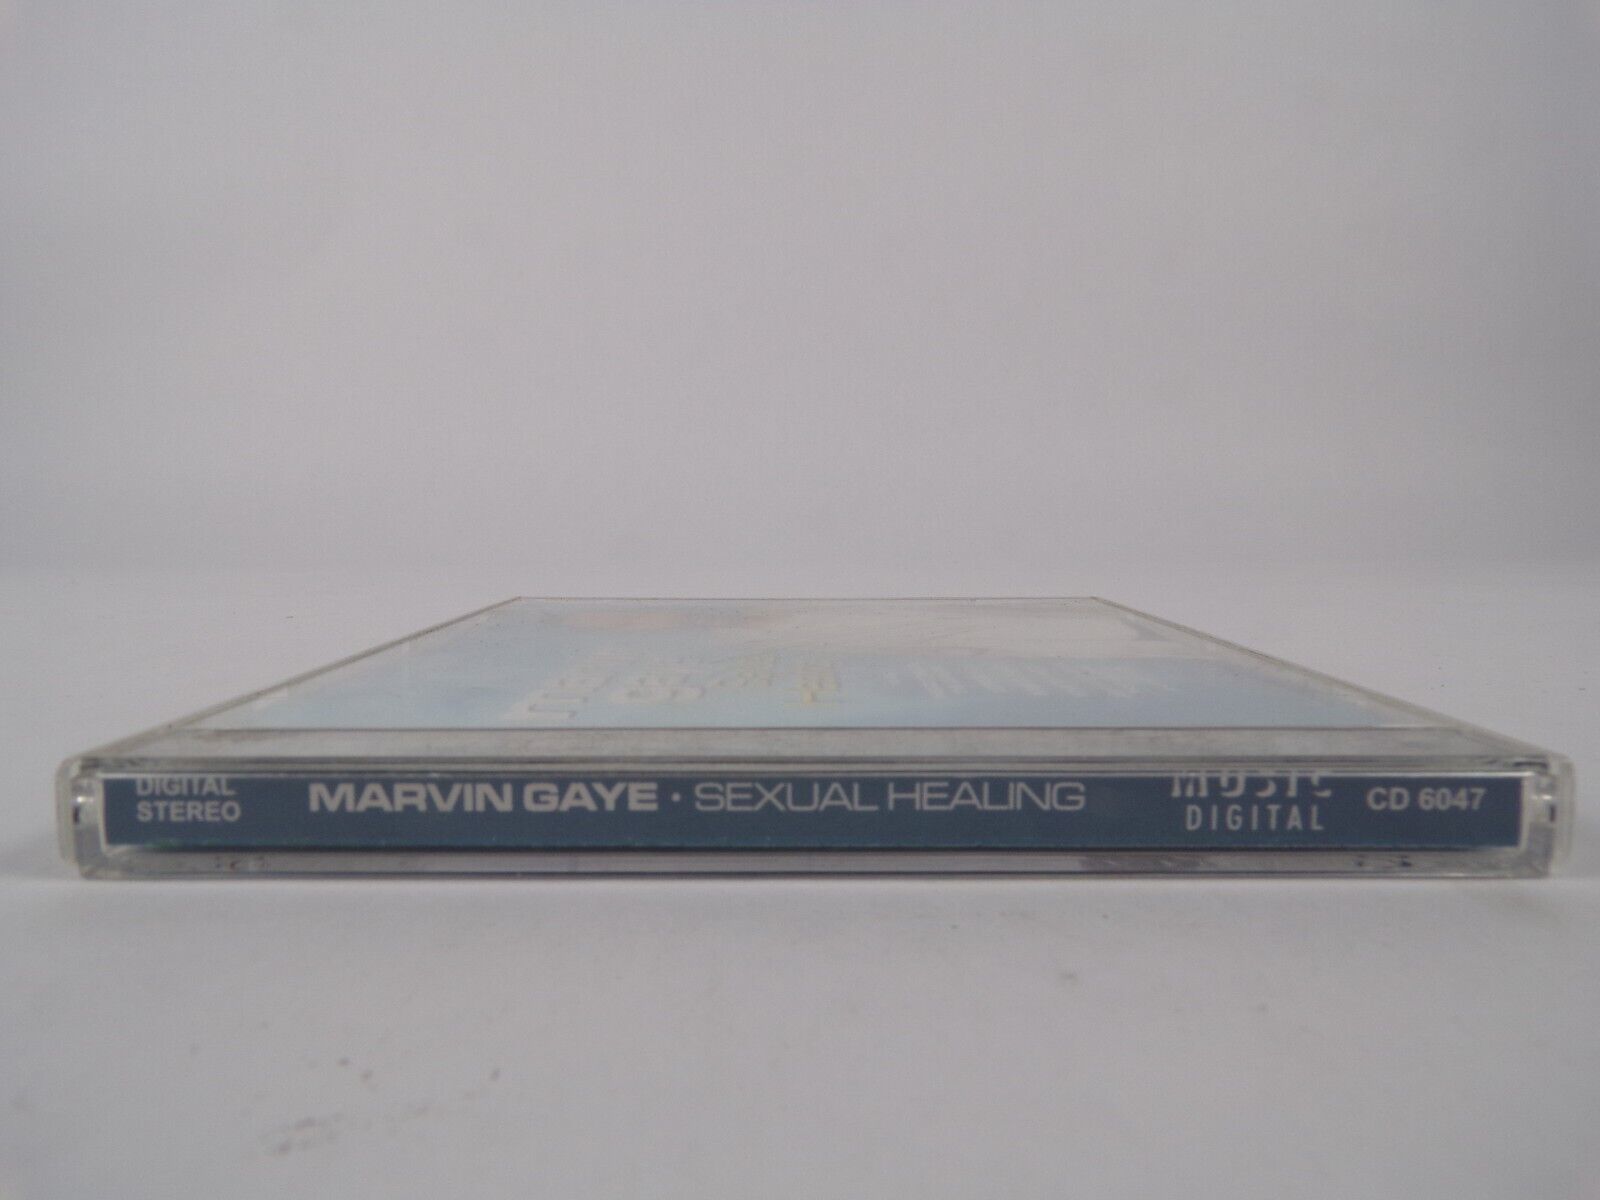 DIGITAL
STEREO
MARVIN GAYE · SEXUAL HEALING
MUSIC
DIGITAL
CD 6047